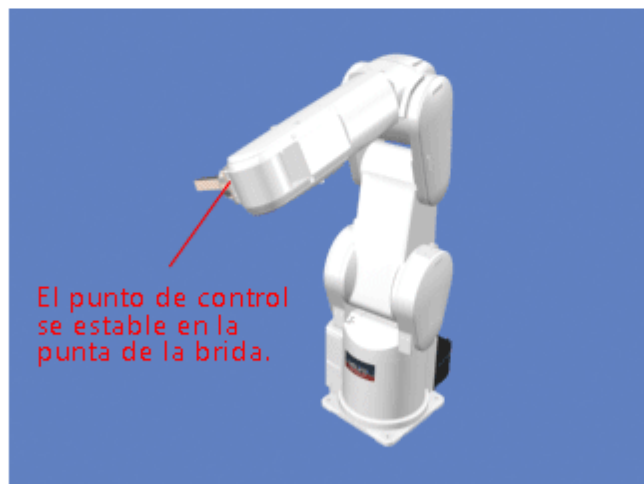 El punto de control
se estable en la
punta de la brida.